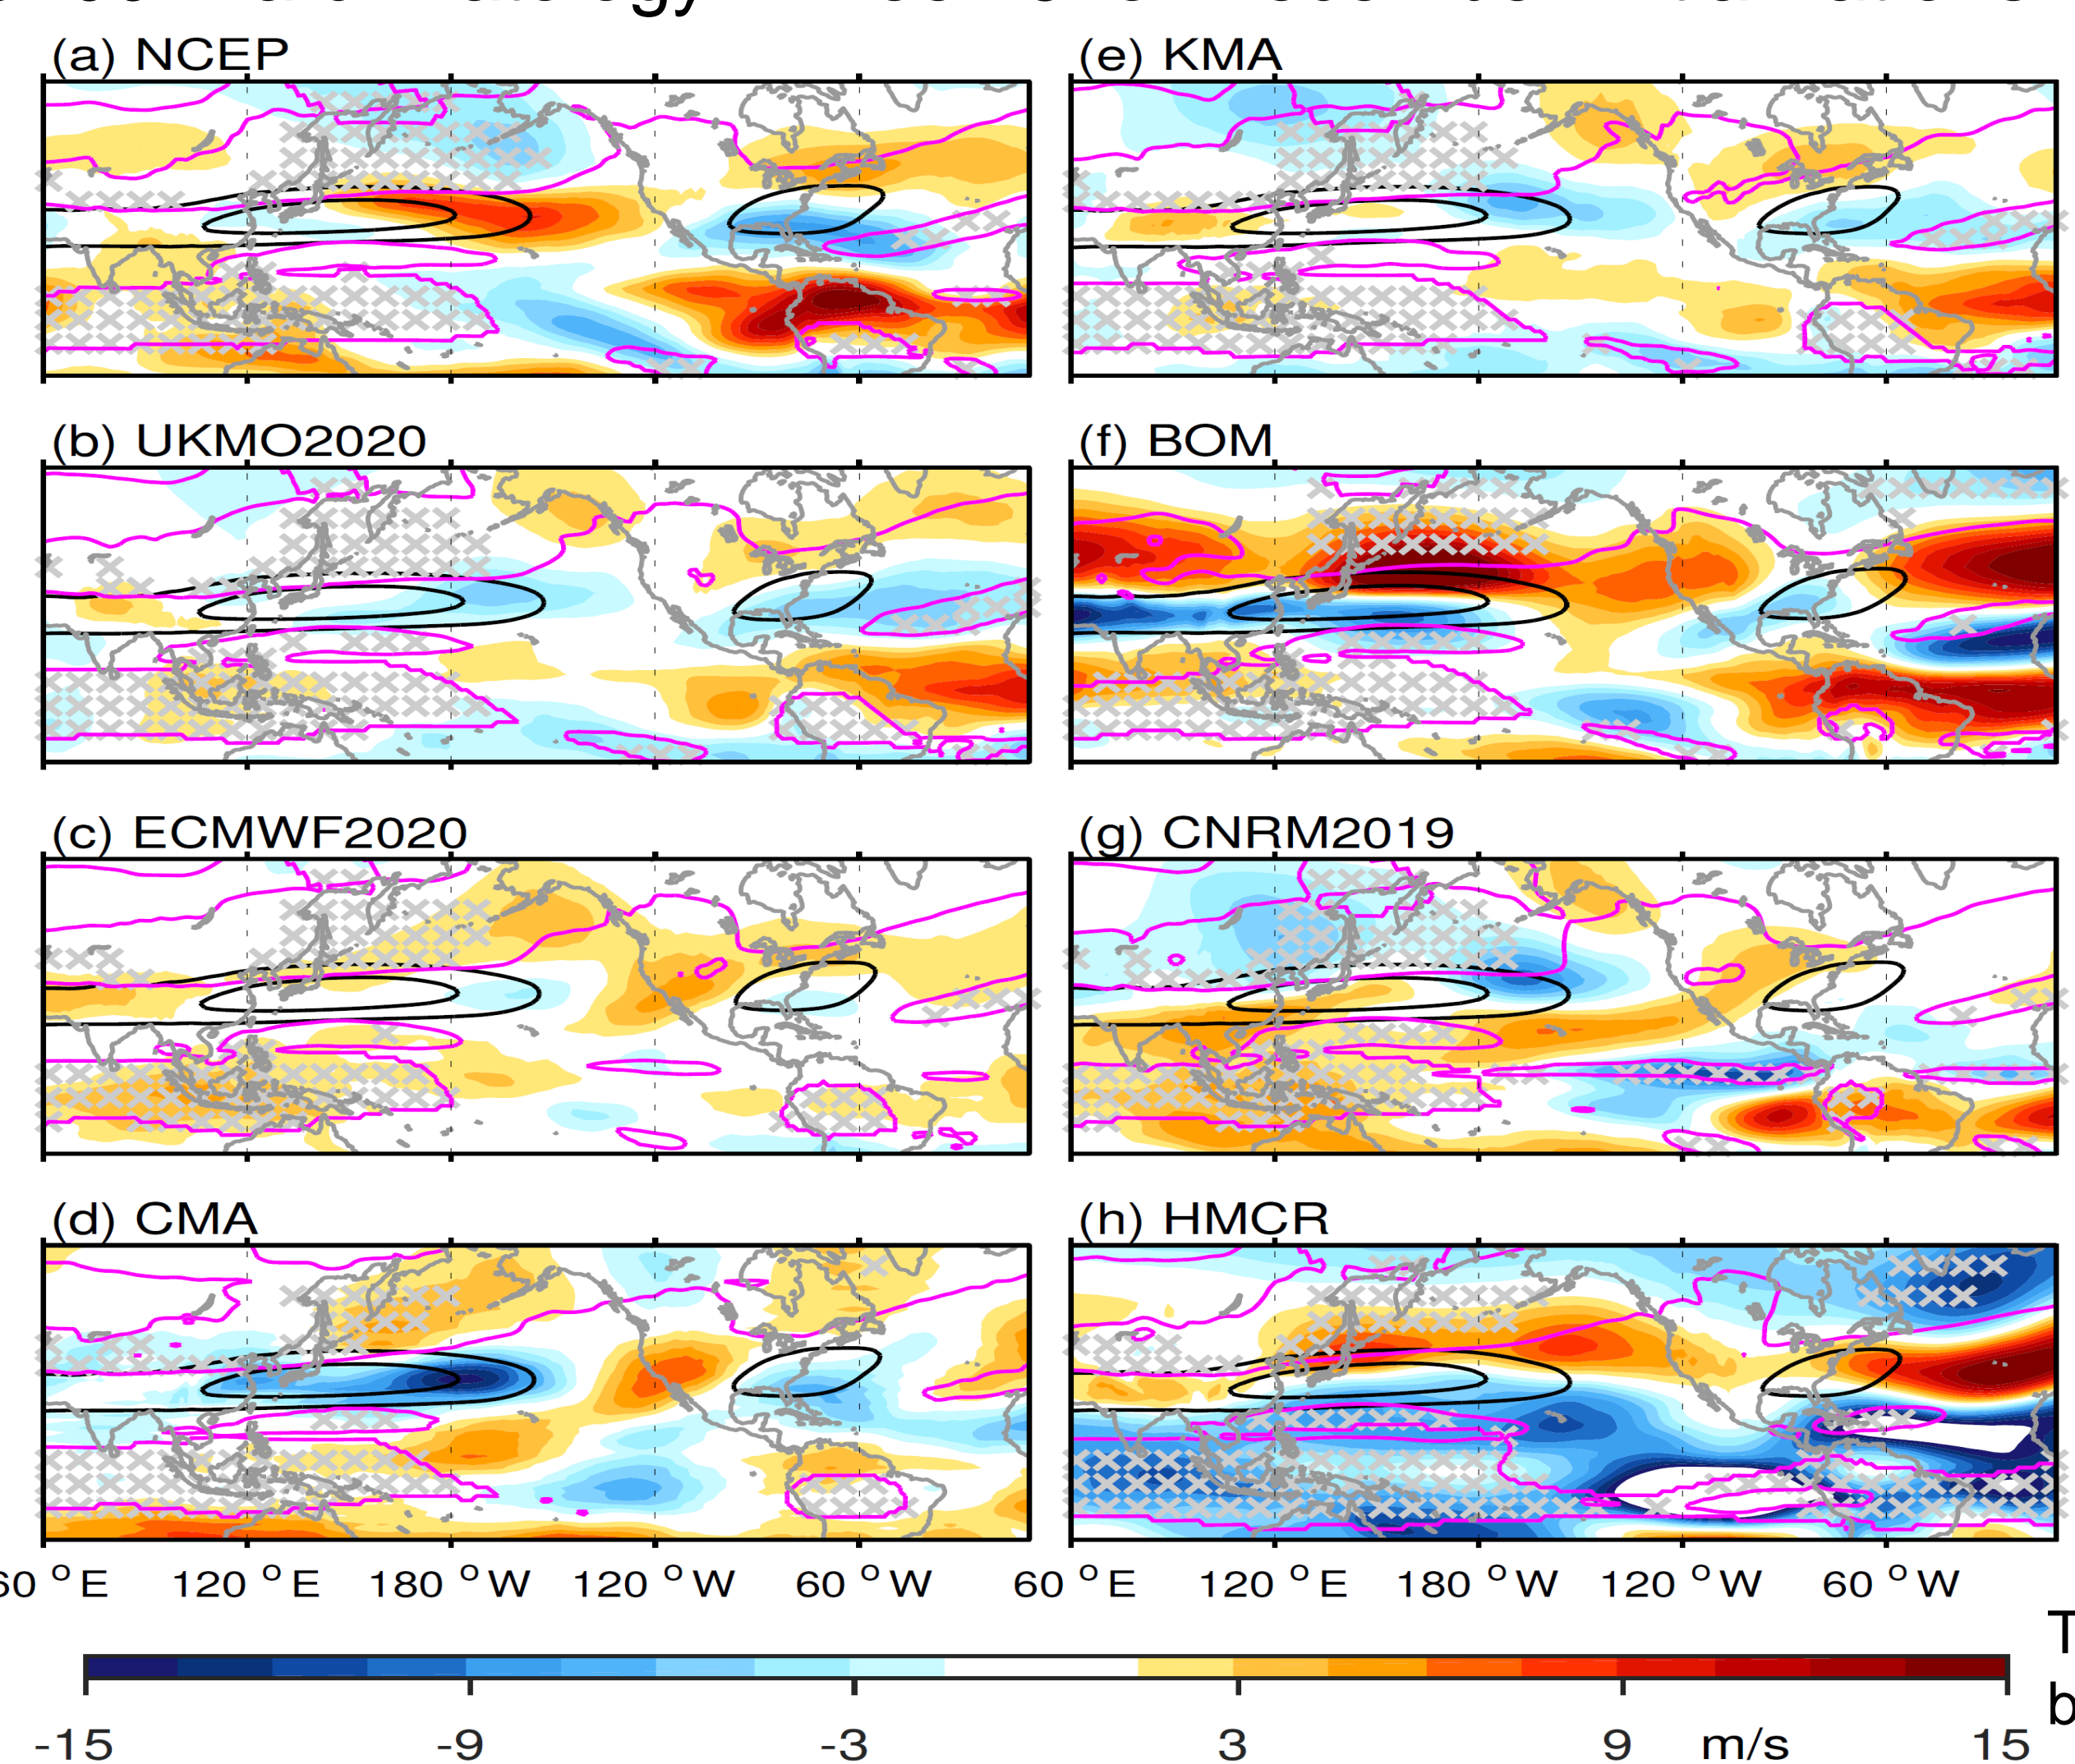 (a) NCEP
(e) KMA
(b) UKMO2020
(f) BOM
(c) ECMWF2020
(g) CNRM2019
(d) CMA
(h) HMCR
60 °E 120 °E 180 °W 120 °W 60 °W 60 °E 120 °E 180 °W 120 °W 60 °W
T
b
-15 -9 -3 3 9 m/s 15